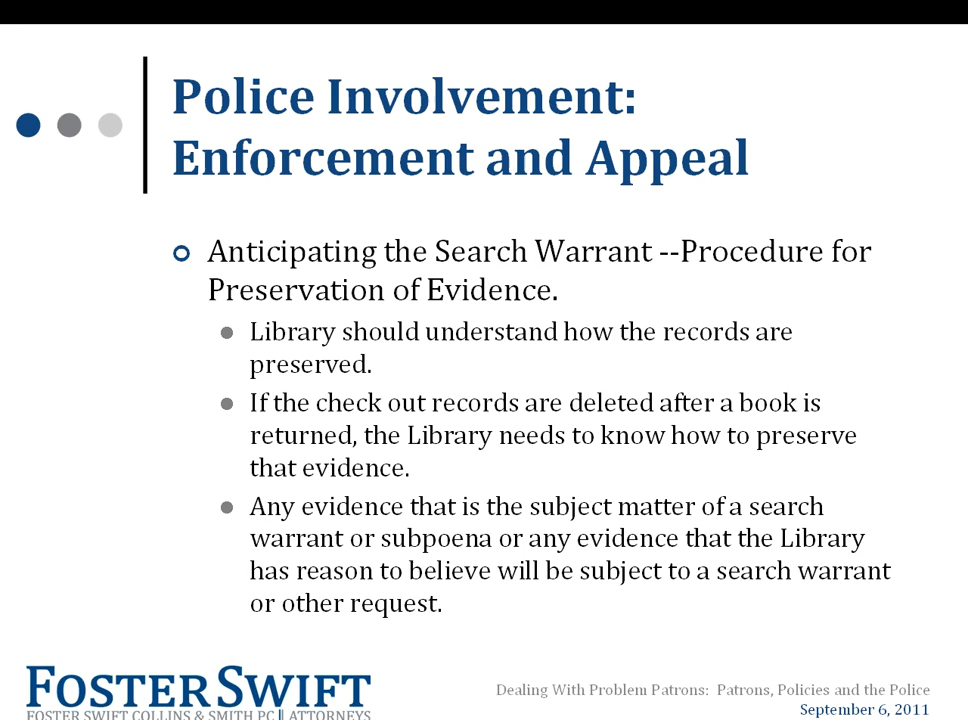 Police Involvement:
Enforcement and Appeal
Anticipating the Search Warrant --Procedure for
Preservation of Evidence.
Library should understand how the records are
preserved.
If the check out records are deleted after a book is
returned, the Library needs to know how to preserve
that evidence.
Any evidence that is the subject matter of a search
warrant or subpoena or any evidence that the Library
has reason to believe will be subject to a search warrant
or other request.
FOSTER SWIFT
FOSTER SWIFT COLLINS & SMITH PC || ATTORNEYS
Dealing With Problem Patrons: Patrons, Policies and the Police
September 6, 2011